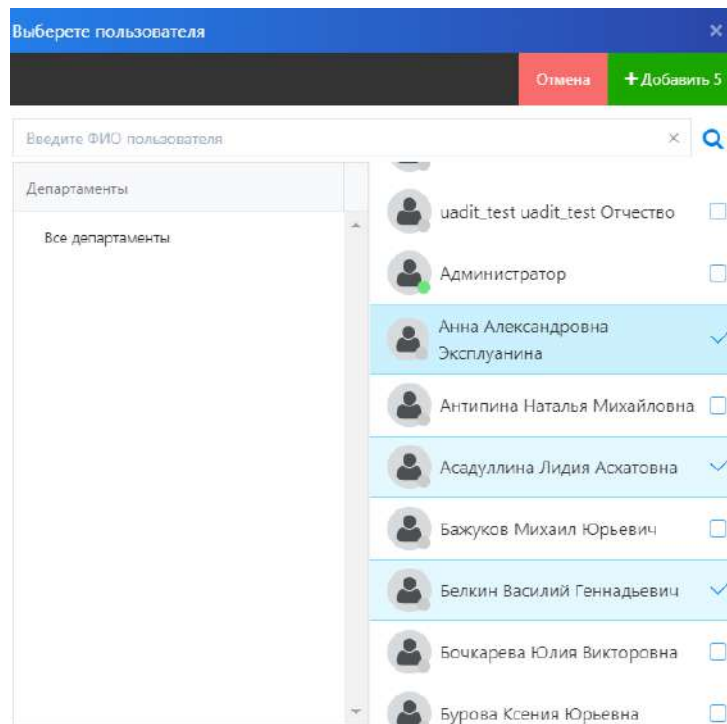 Выберете пользователя
Отмена
+ Добавить 5
Введите ФИО пользователя
Департаменты
Все департаменты
uadit_test uadit_test Отчество
Администратор
Анна Александровна
Эксплуанина
Антипина Наталья Михайловна
Асадуллина Лидия Асхатовна
Бажуков Михаил Юрьевич
Белкин Василий Геннадьевич
Бочкарева Юлия Викторовна
Бурова Ксения Юрьевна